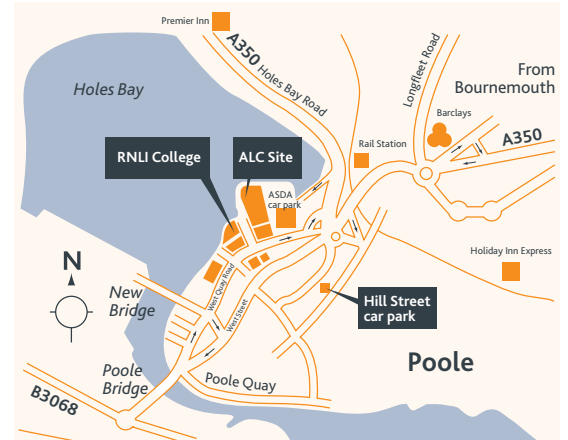 Premier Inn
A350 Holes Bay Road
Longfleet Road
From
Bournemouth
Holes Bay
Barclays
A350
Rail Station
RNLI College
ALC Site
ASDA
car park
Holiday Inn Express
N
West Quay Road
New
Bridge
West Street
Hill Street
car park
Poole
Poole
Bridge
Poole Quay
B3068